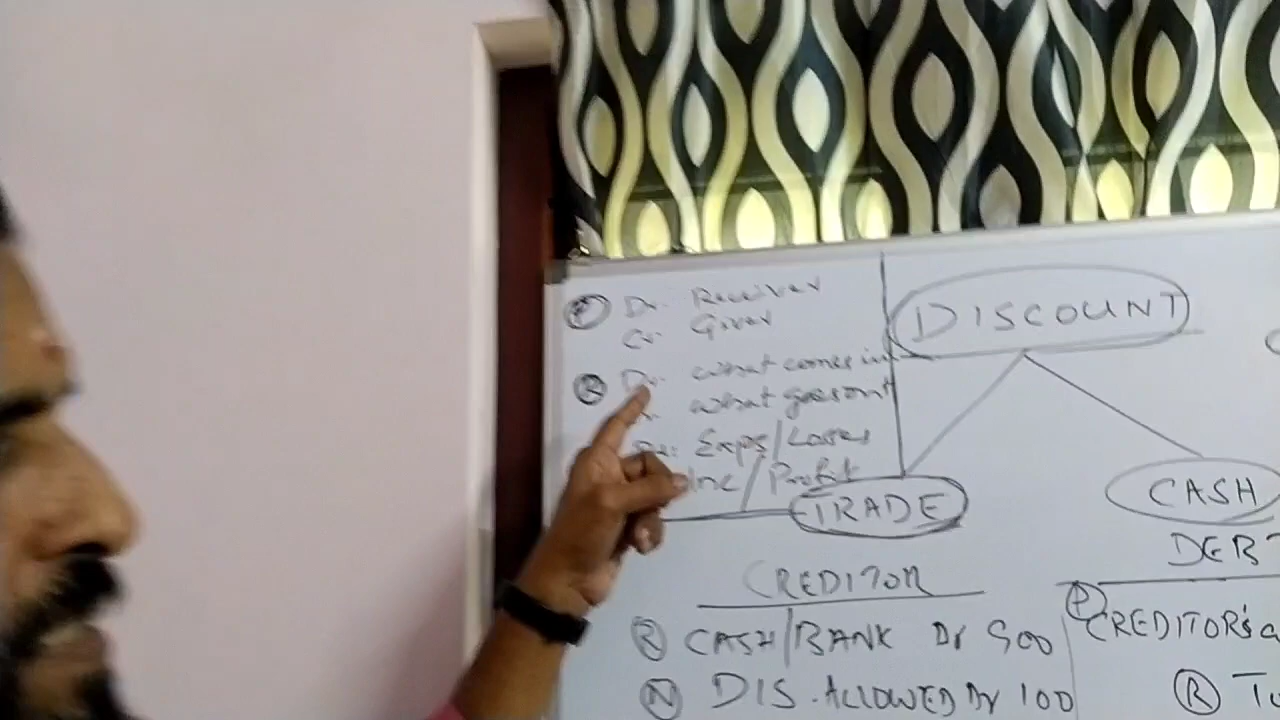 P Dr. Receiver
Cr. Giver
R Dr. what comes in
what goes out
Exps/Losses
Inc/Profit
DISCOUNT
TRADE
CASH
CREDITOR
R CASH/BANK Dr 900
N DIS. ALLOWED Dr 100
DEBT
P CREDITOR's a
R